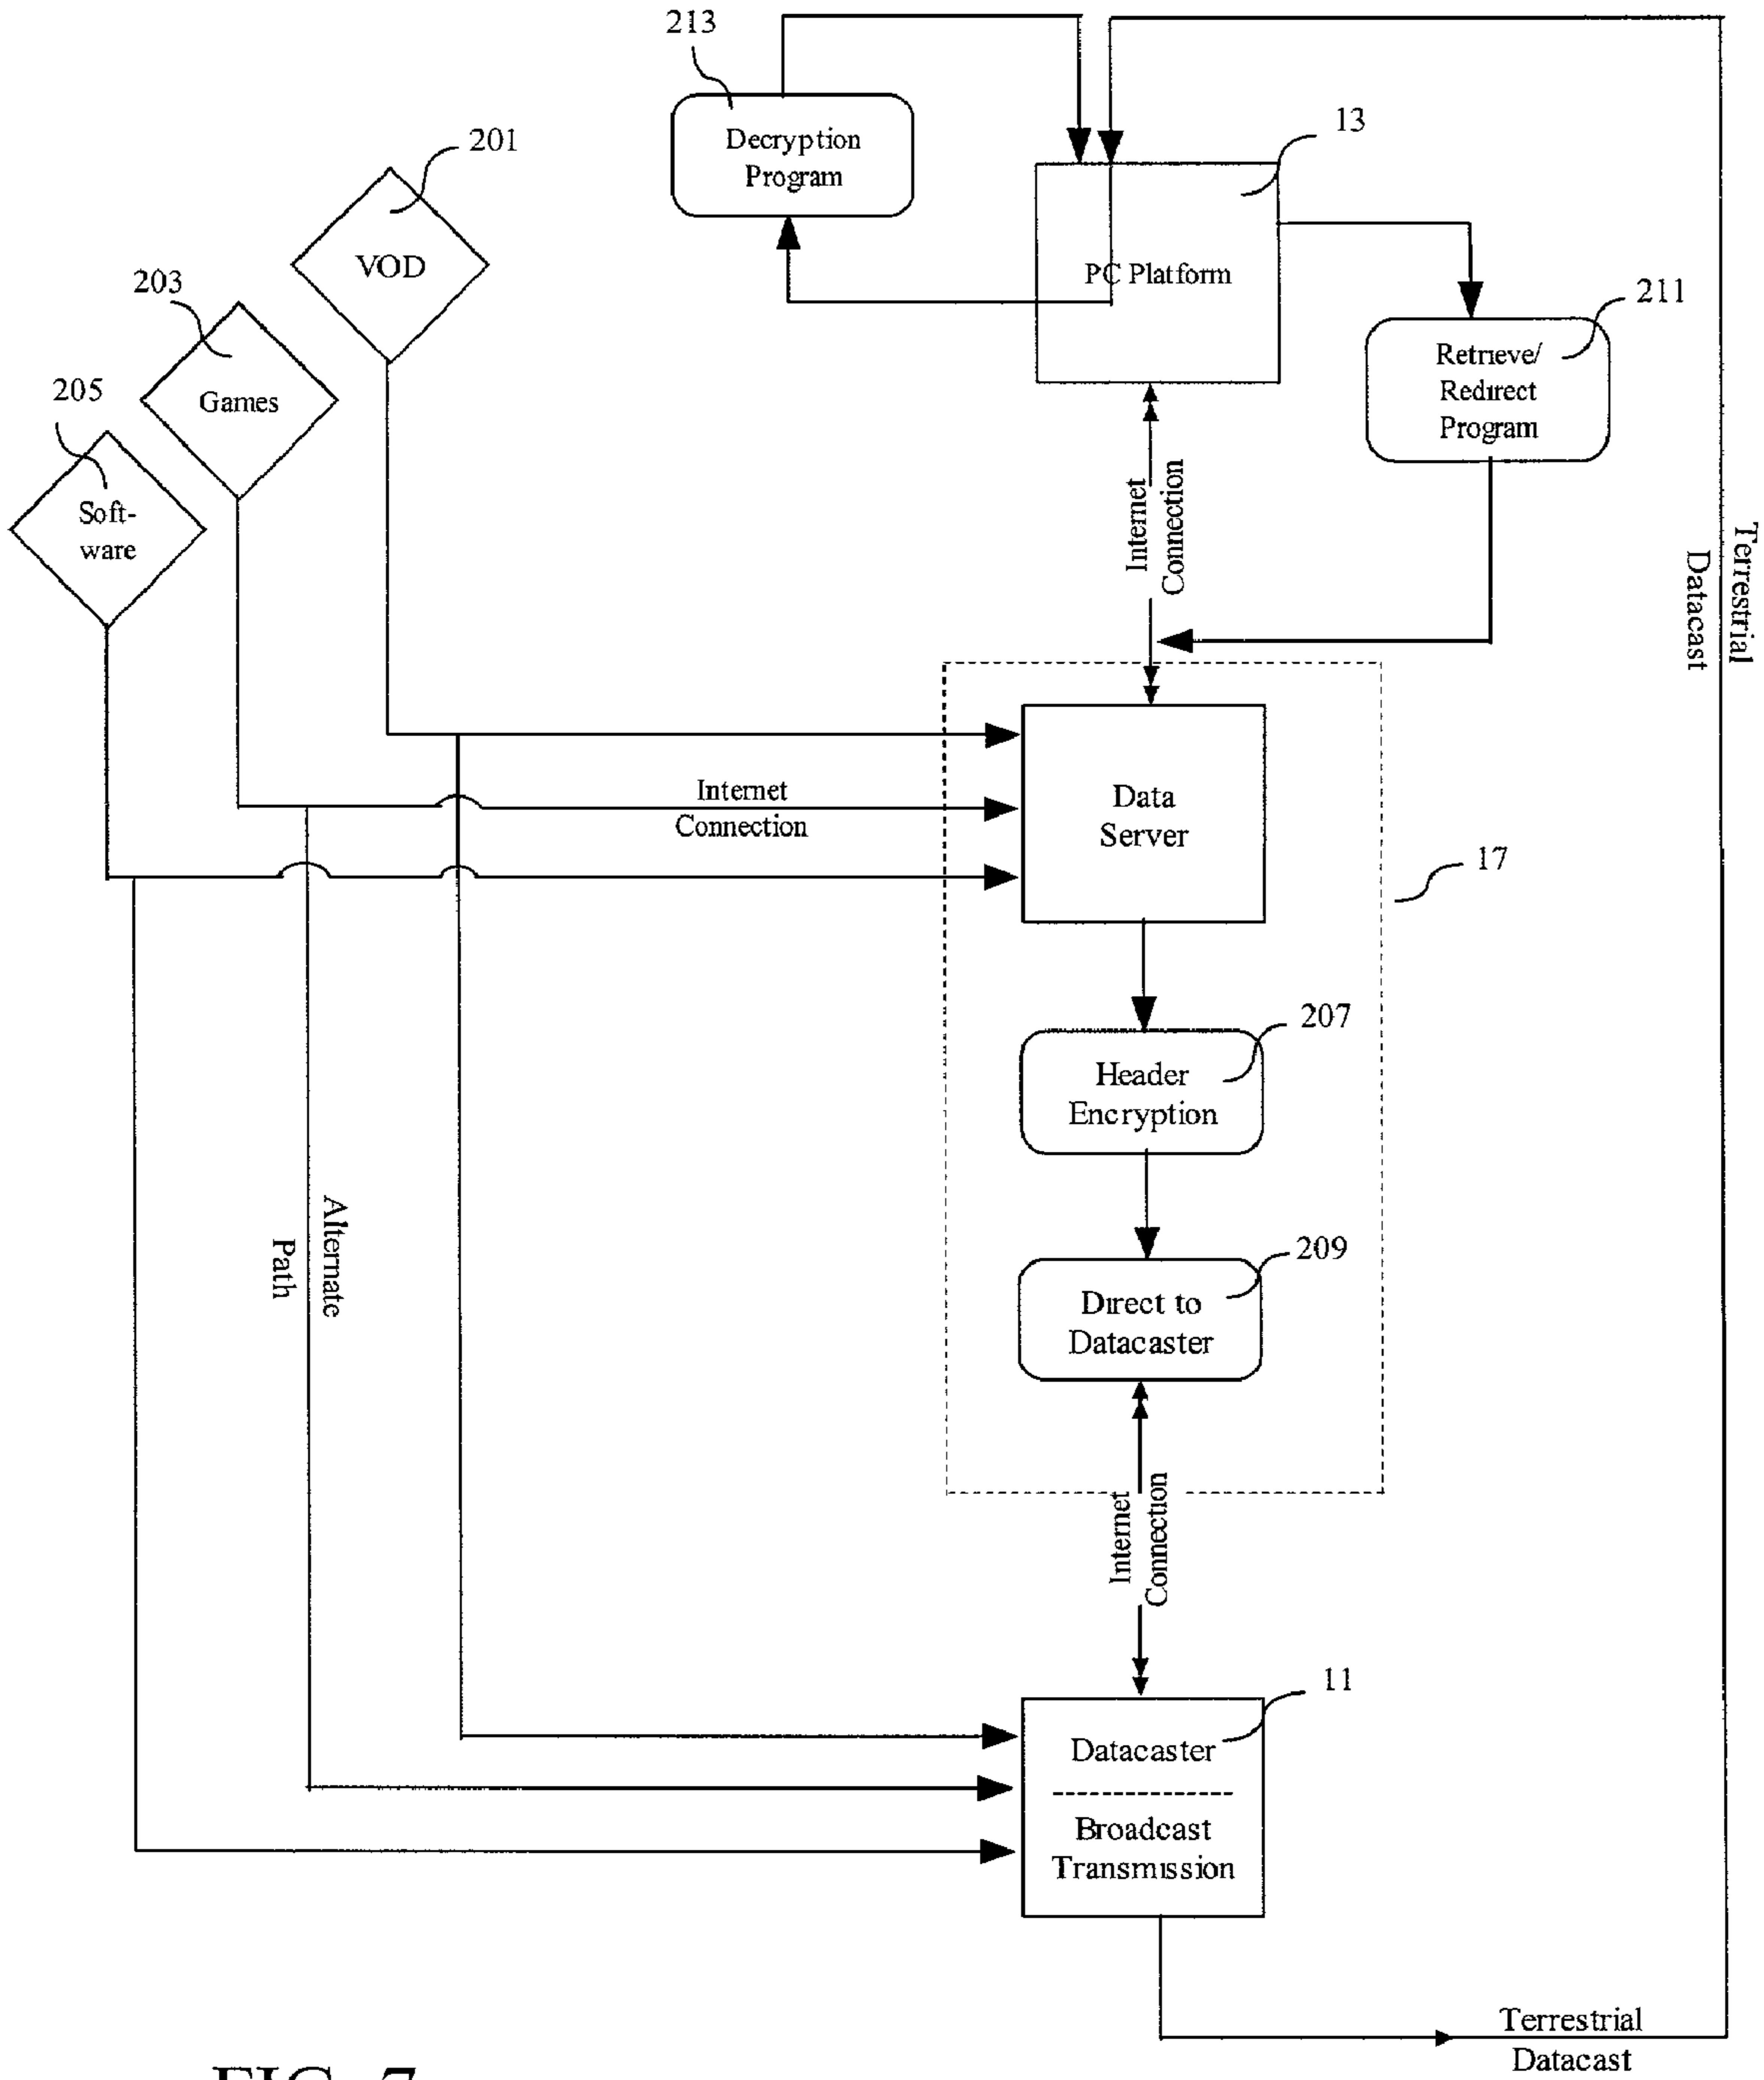 213
Decryption
Program
13
PC Platform
201
VOD
203
Games
205
Soft-
ware
211
Retrieve/
Redirect
Program
Internet
Connection
Terrestrial
Datacast
Internet
Connection
Data
Server
17
207
Header
Encryption
209
Direct to
Datacaster
Alternate
Path
Internet
Connection
11
Datacaster
Broadcast
Transmission
Terrestrial
Datacast
FIG. 7